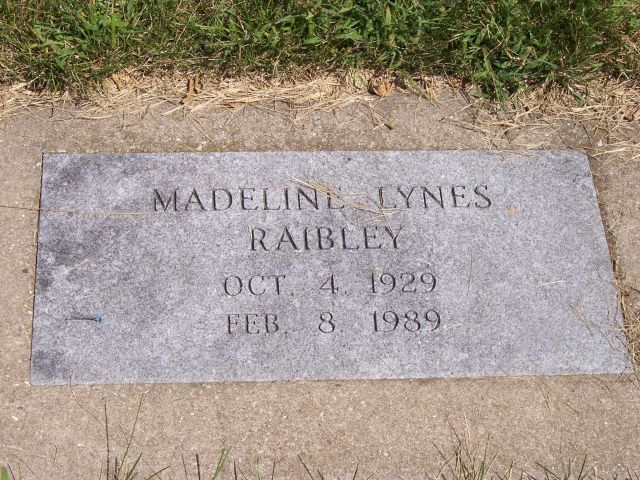 MADELINE LYNES
RAIBLEY
OCT. 4, 1929
FEB. 8 1989